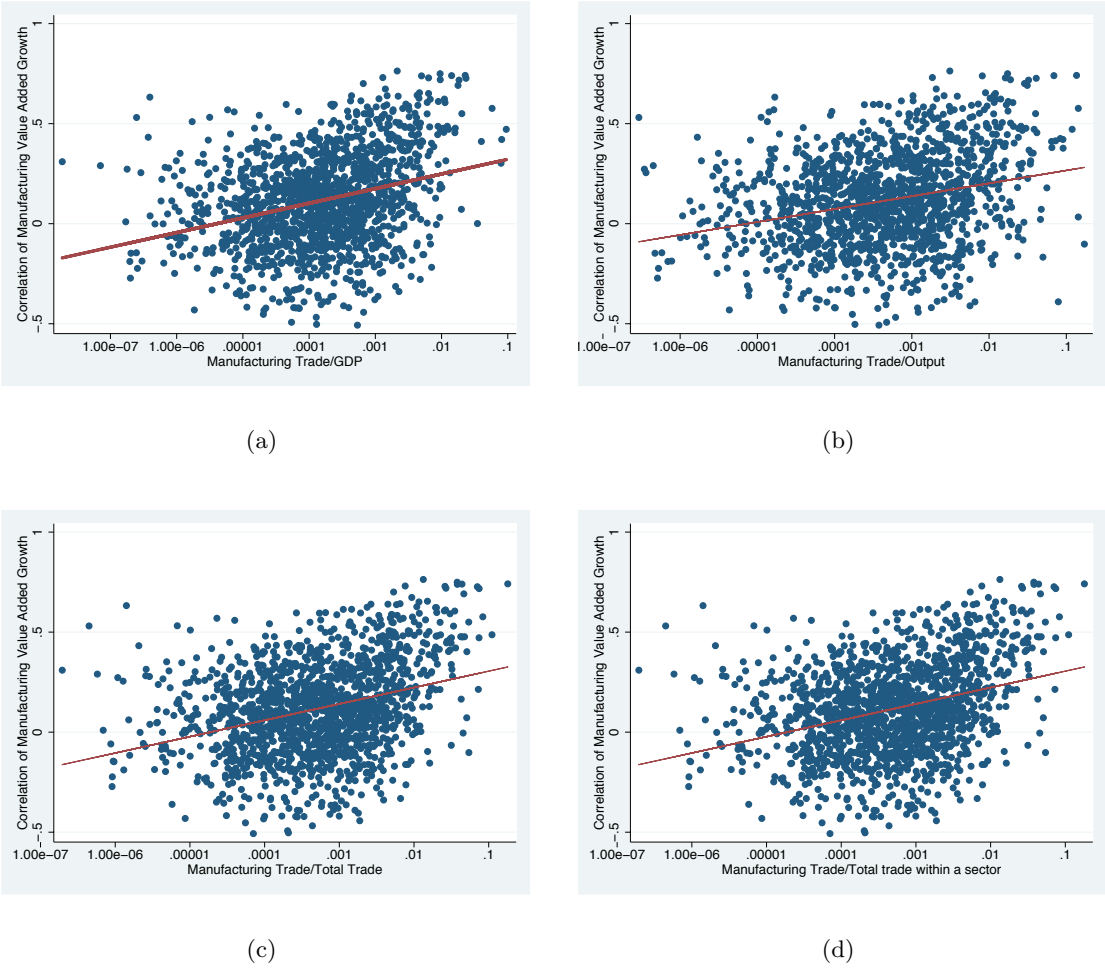 Correlation of Manufacturing Value Added Growth
1
.5
0
-.5
1.00e-07 1.00e-06 .00001 .0001 .001 .01 .1
Manufacturing Trade/GDP
(a)
Correlation of Manufacturing Value Added Growth
1
.5
0
-.5
1.00e-07 1.00e-06 .00001 .0001 .001 .01 .1
Manufacturing Trade/Output
(b)
Correlation of Manufacturing Value Added Growth
1
.5
0
-.5
1.00e-07 1.00e-06 .00001 .0001 .001 .01 .1
Manufacturing Trade/Total Trade
(c)
Correlation of Manufacturing Value Added Growth
1
.5
0
-.5
1.00e-07 1.00e-06 .00001 .0001 .001 .01 .1
Manufacturing Trade/Total trade within a sector
(d)